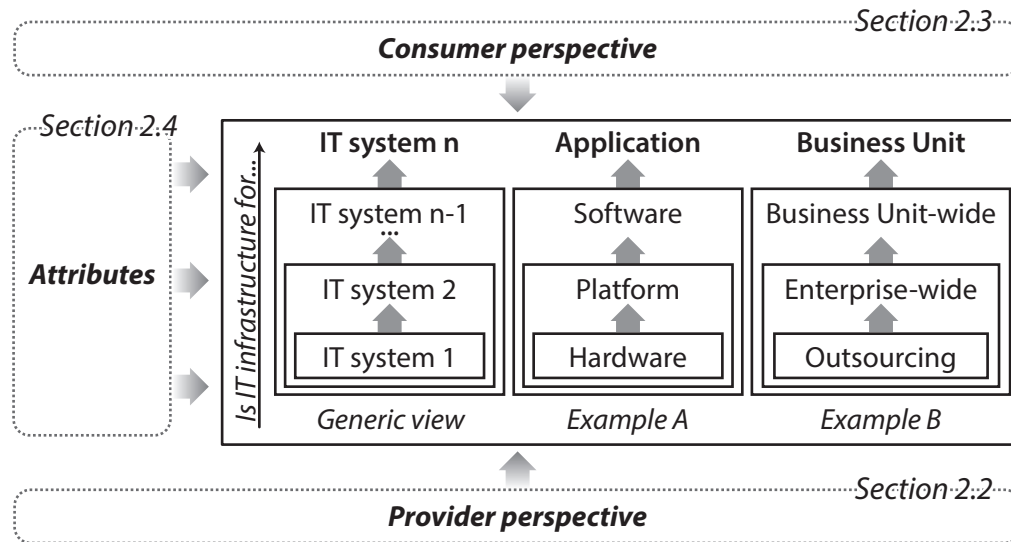 Section 2.3
Consumer perspective
Section 2.4
Attributes
Is IT infrastructure for...
IT system n
IT system n-1
...
IT system 2
IT system 1
Generic view
Application
Software
Platform
Hardware
Example A
Business Unit
Business Unit-wide
Enterprise-wide
Outsourcing
Example B
Section 2.2
Provider perspective